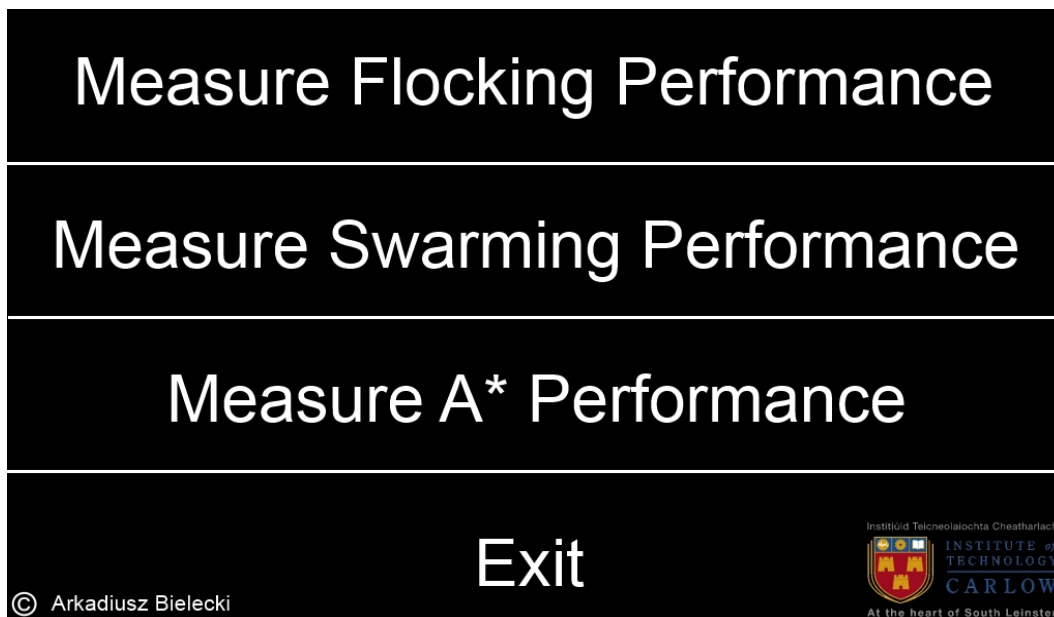 Measure Flocking Performance
Measure Swarming Performance
Measure A* Performance
Exit
© Arkadiusz Bielecki
Institiúid Teicneolaíochta Cheatharlach
INSTITUTE of
TECHNOLOGY
CARLOW
At the heart of South Leinster